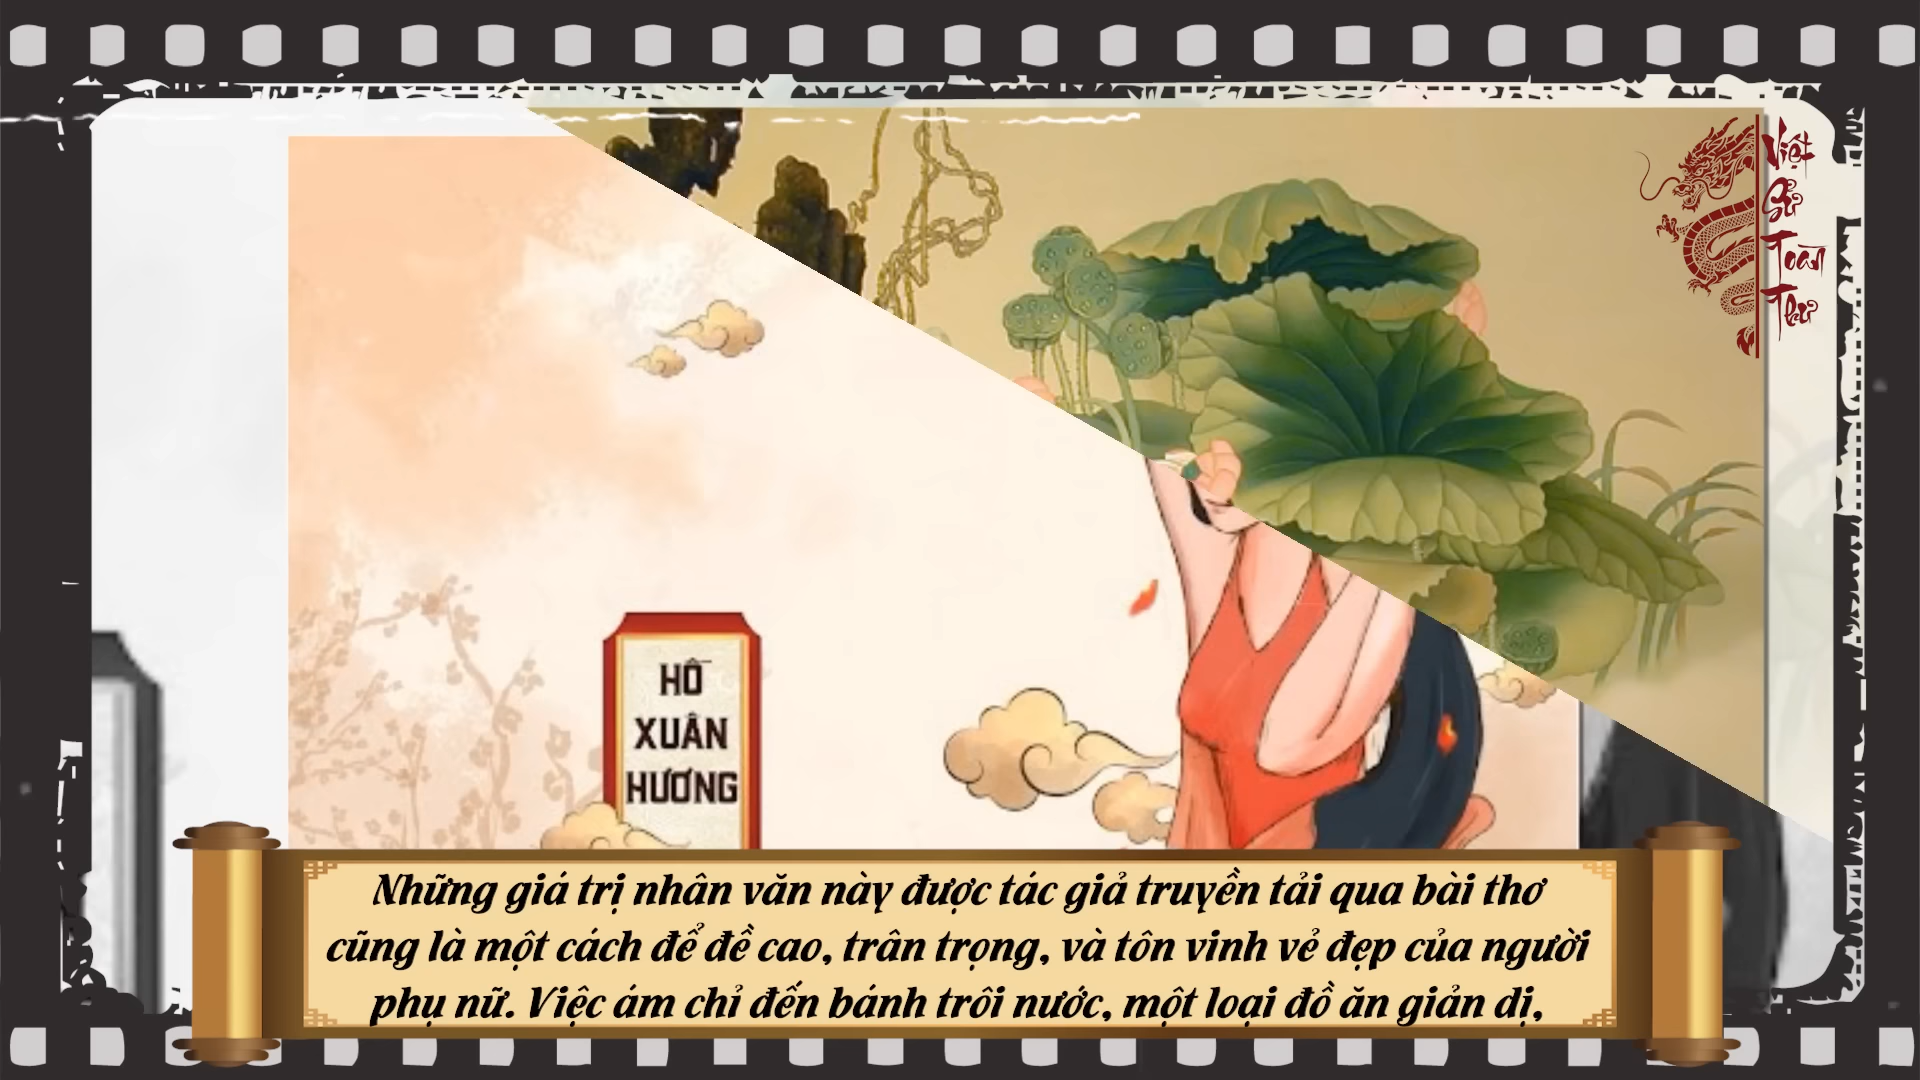 Việt
Sử
Toàn
Thư
HỒ
XUÂN
HƯƠNG
Những giá trị nhân văn này được tác giả truyền tải qua bài thơ
cũng là một cách để đề cao, trân trọng, và tôn vinh vẻ đẹp của người
phụ nữ. Việc ám chỉ đến bánh trôi nước, một loại đồ ăn giản dị,